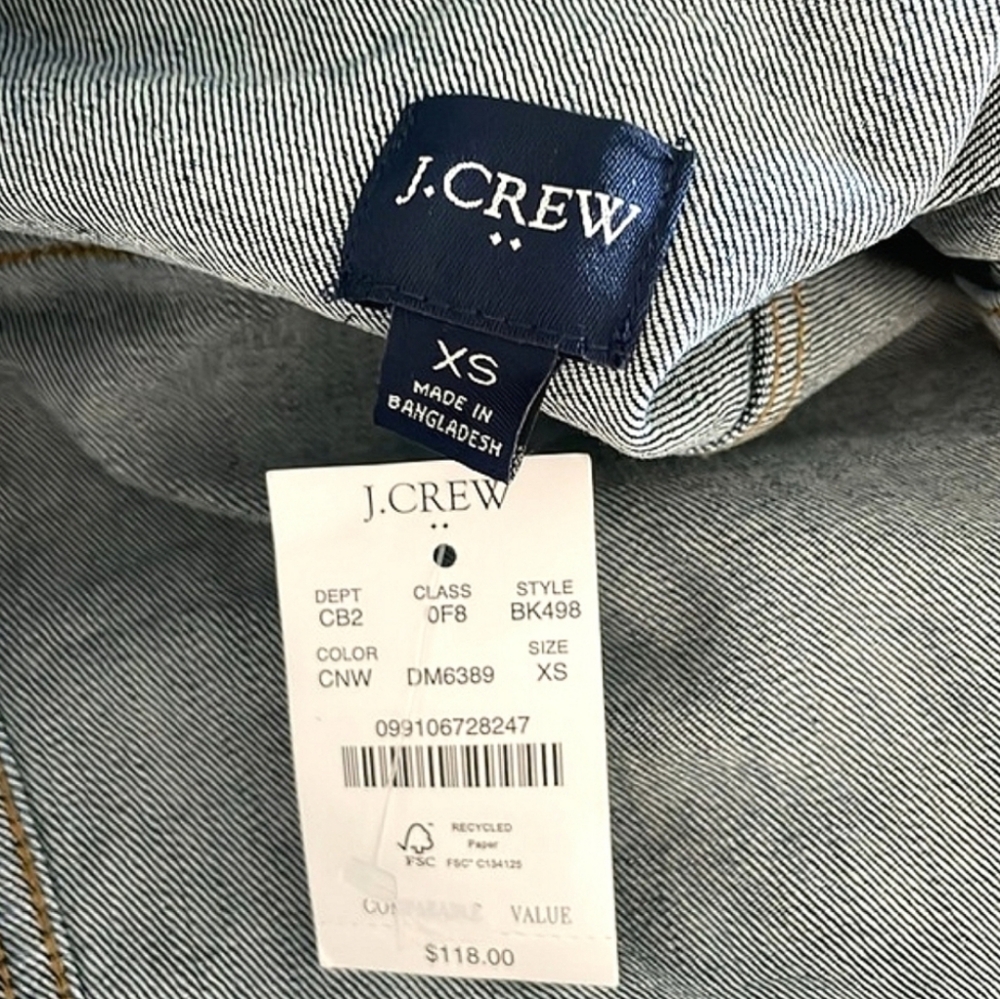 J.CREW
XS
MADE IN
BANGLADESH
J.CREW
DEPT CLASS STYLE
CB2 0F8 BK498
COLOR SIZE
CNW DM6389 XS
099106728247
RECYCLED
Paper
FSC FSC® C134125
COMPARABLE VALUE
$118.00